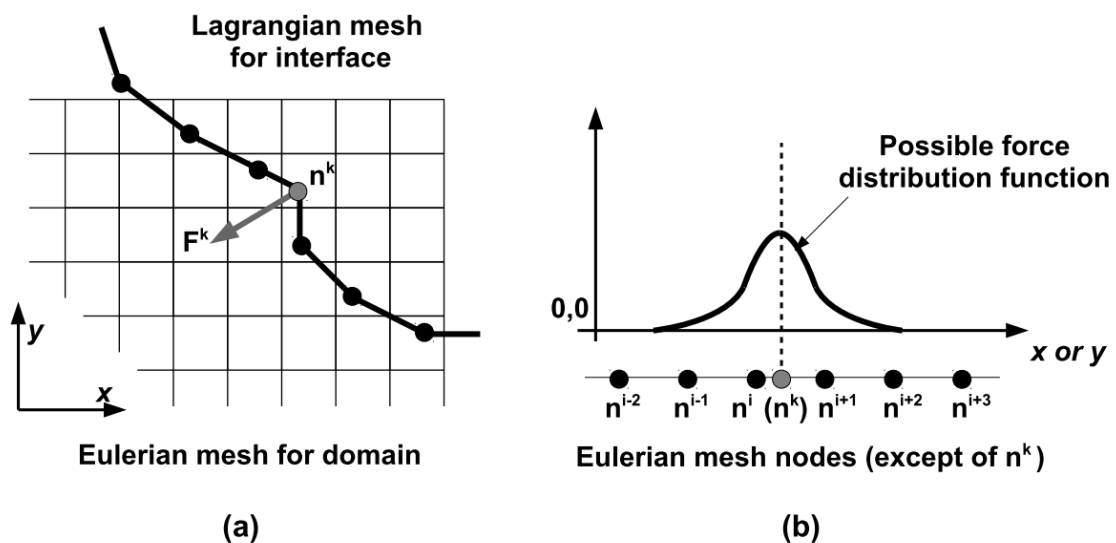 Lagrangian mesh
for interface
n^k
F^k
y
x
Eulerian mesh for domain
(a)
Possible force
distribution function
0,0
x or y
n^i-2 n^i-1 n^i (n^k) n^i+1 n^i+2 n^i+3
Eulerian mesh nodes (except of n^k)
(b)